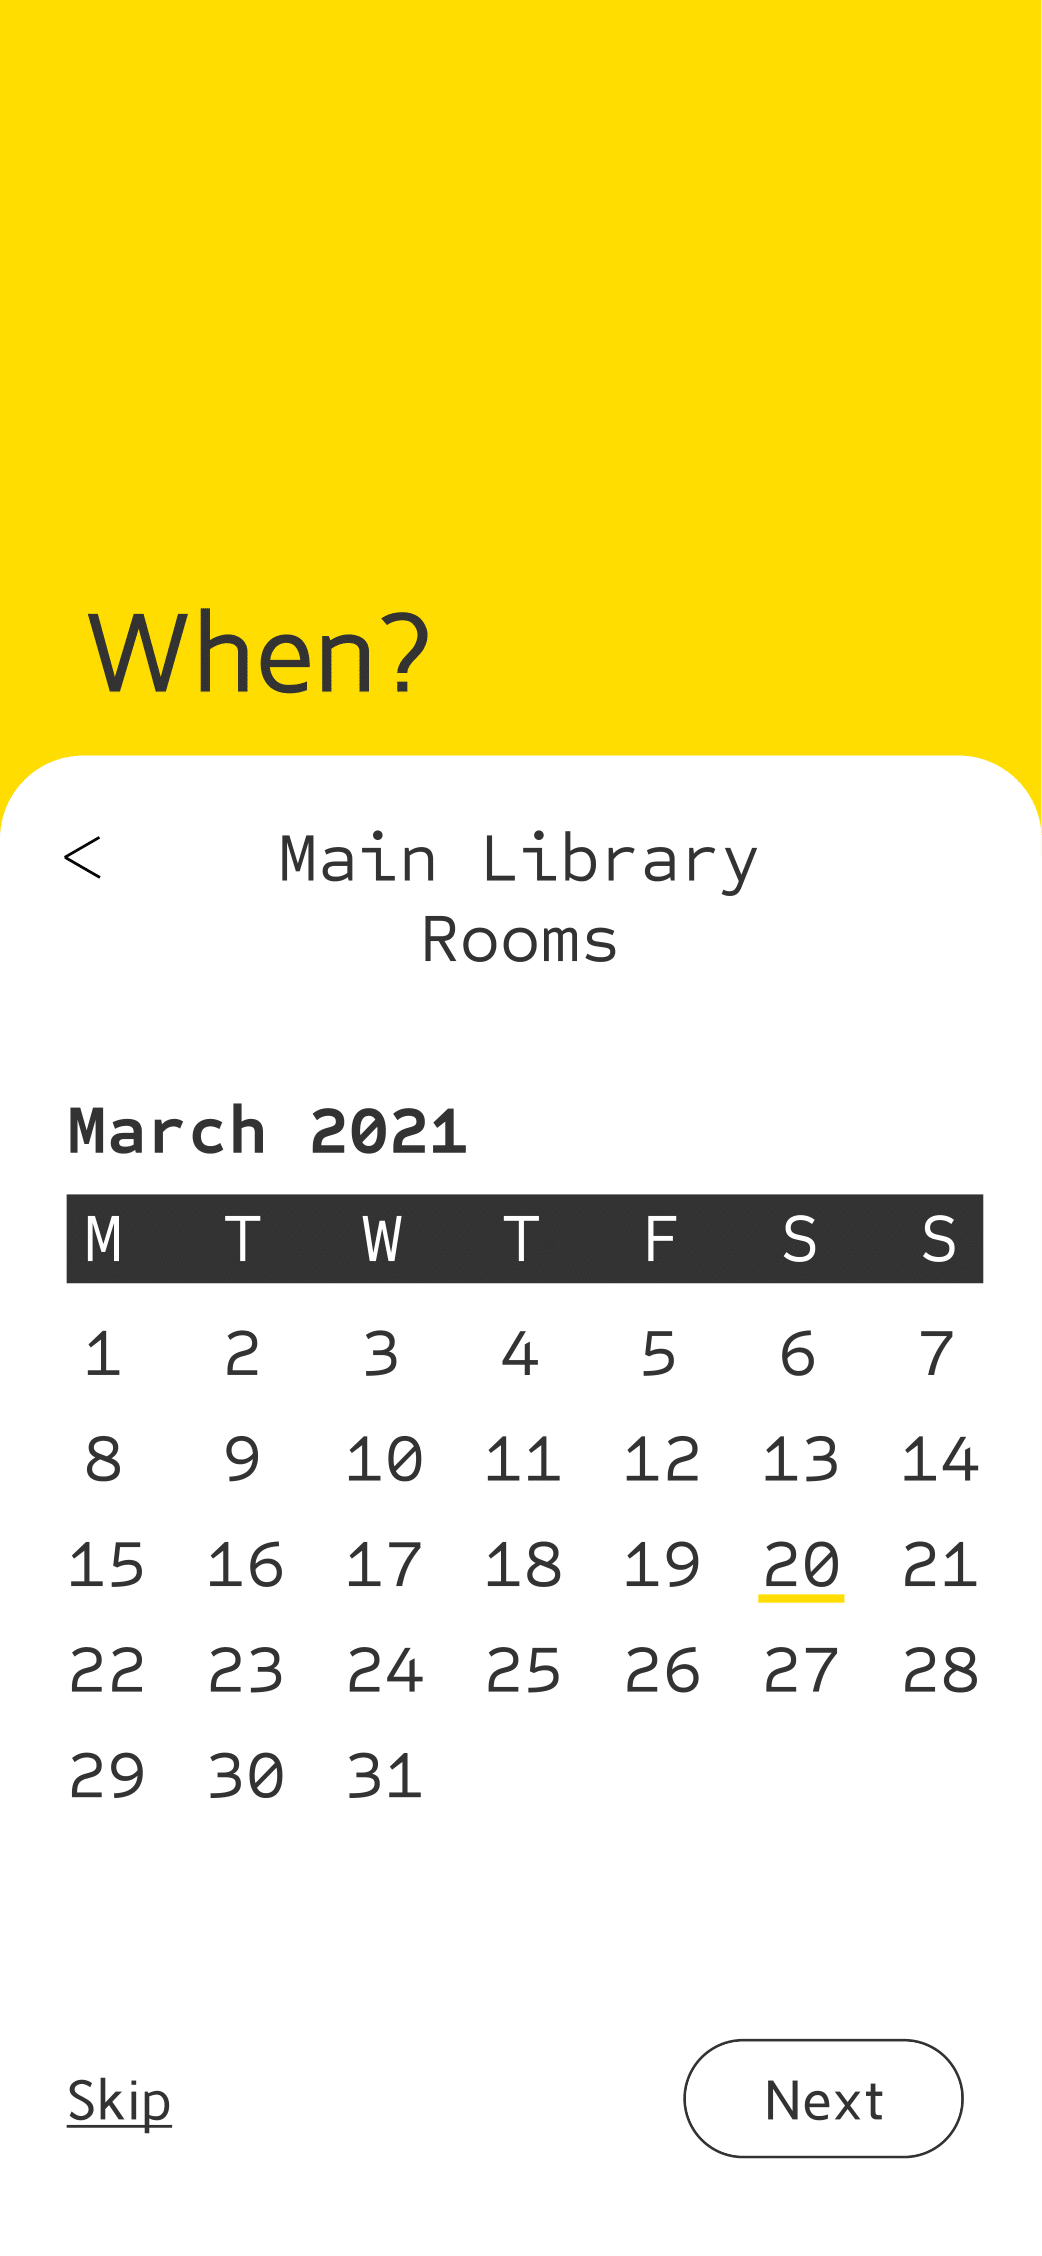 When?
<
Main Library
Rooms
March 2021
M T W T F S S
1 2 3 4 5 6 7
8 9 10 11 12 13 14
15 16 17 18 19 20 21
22 23 24 25 26 27 28
29 30 31
Skip
Next